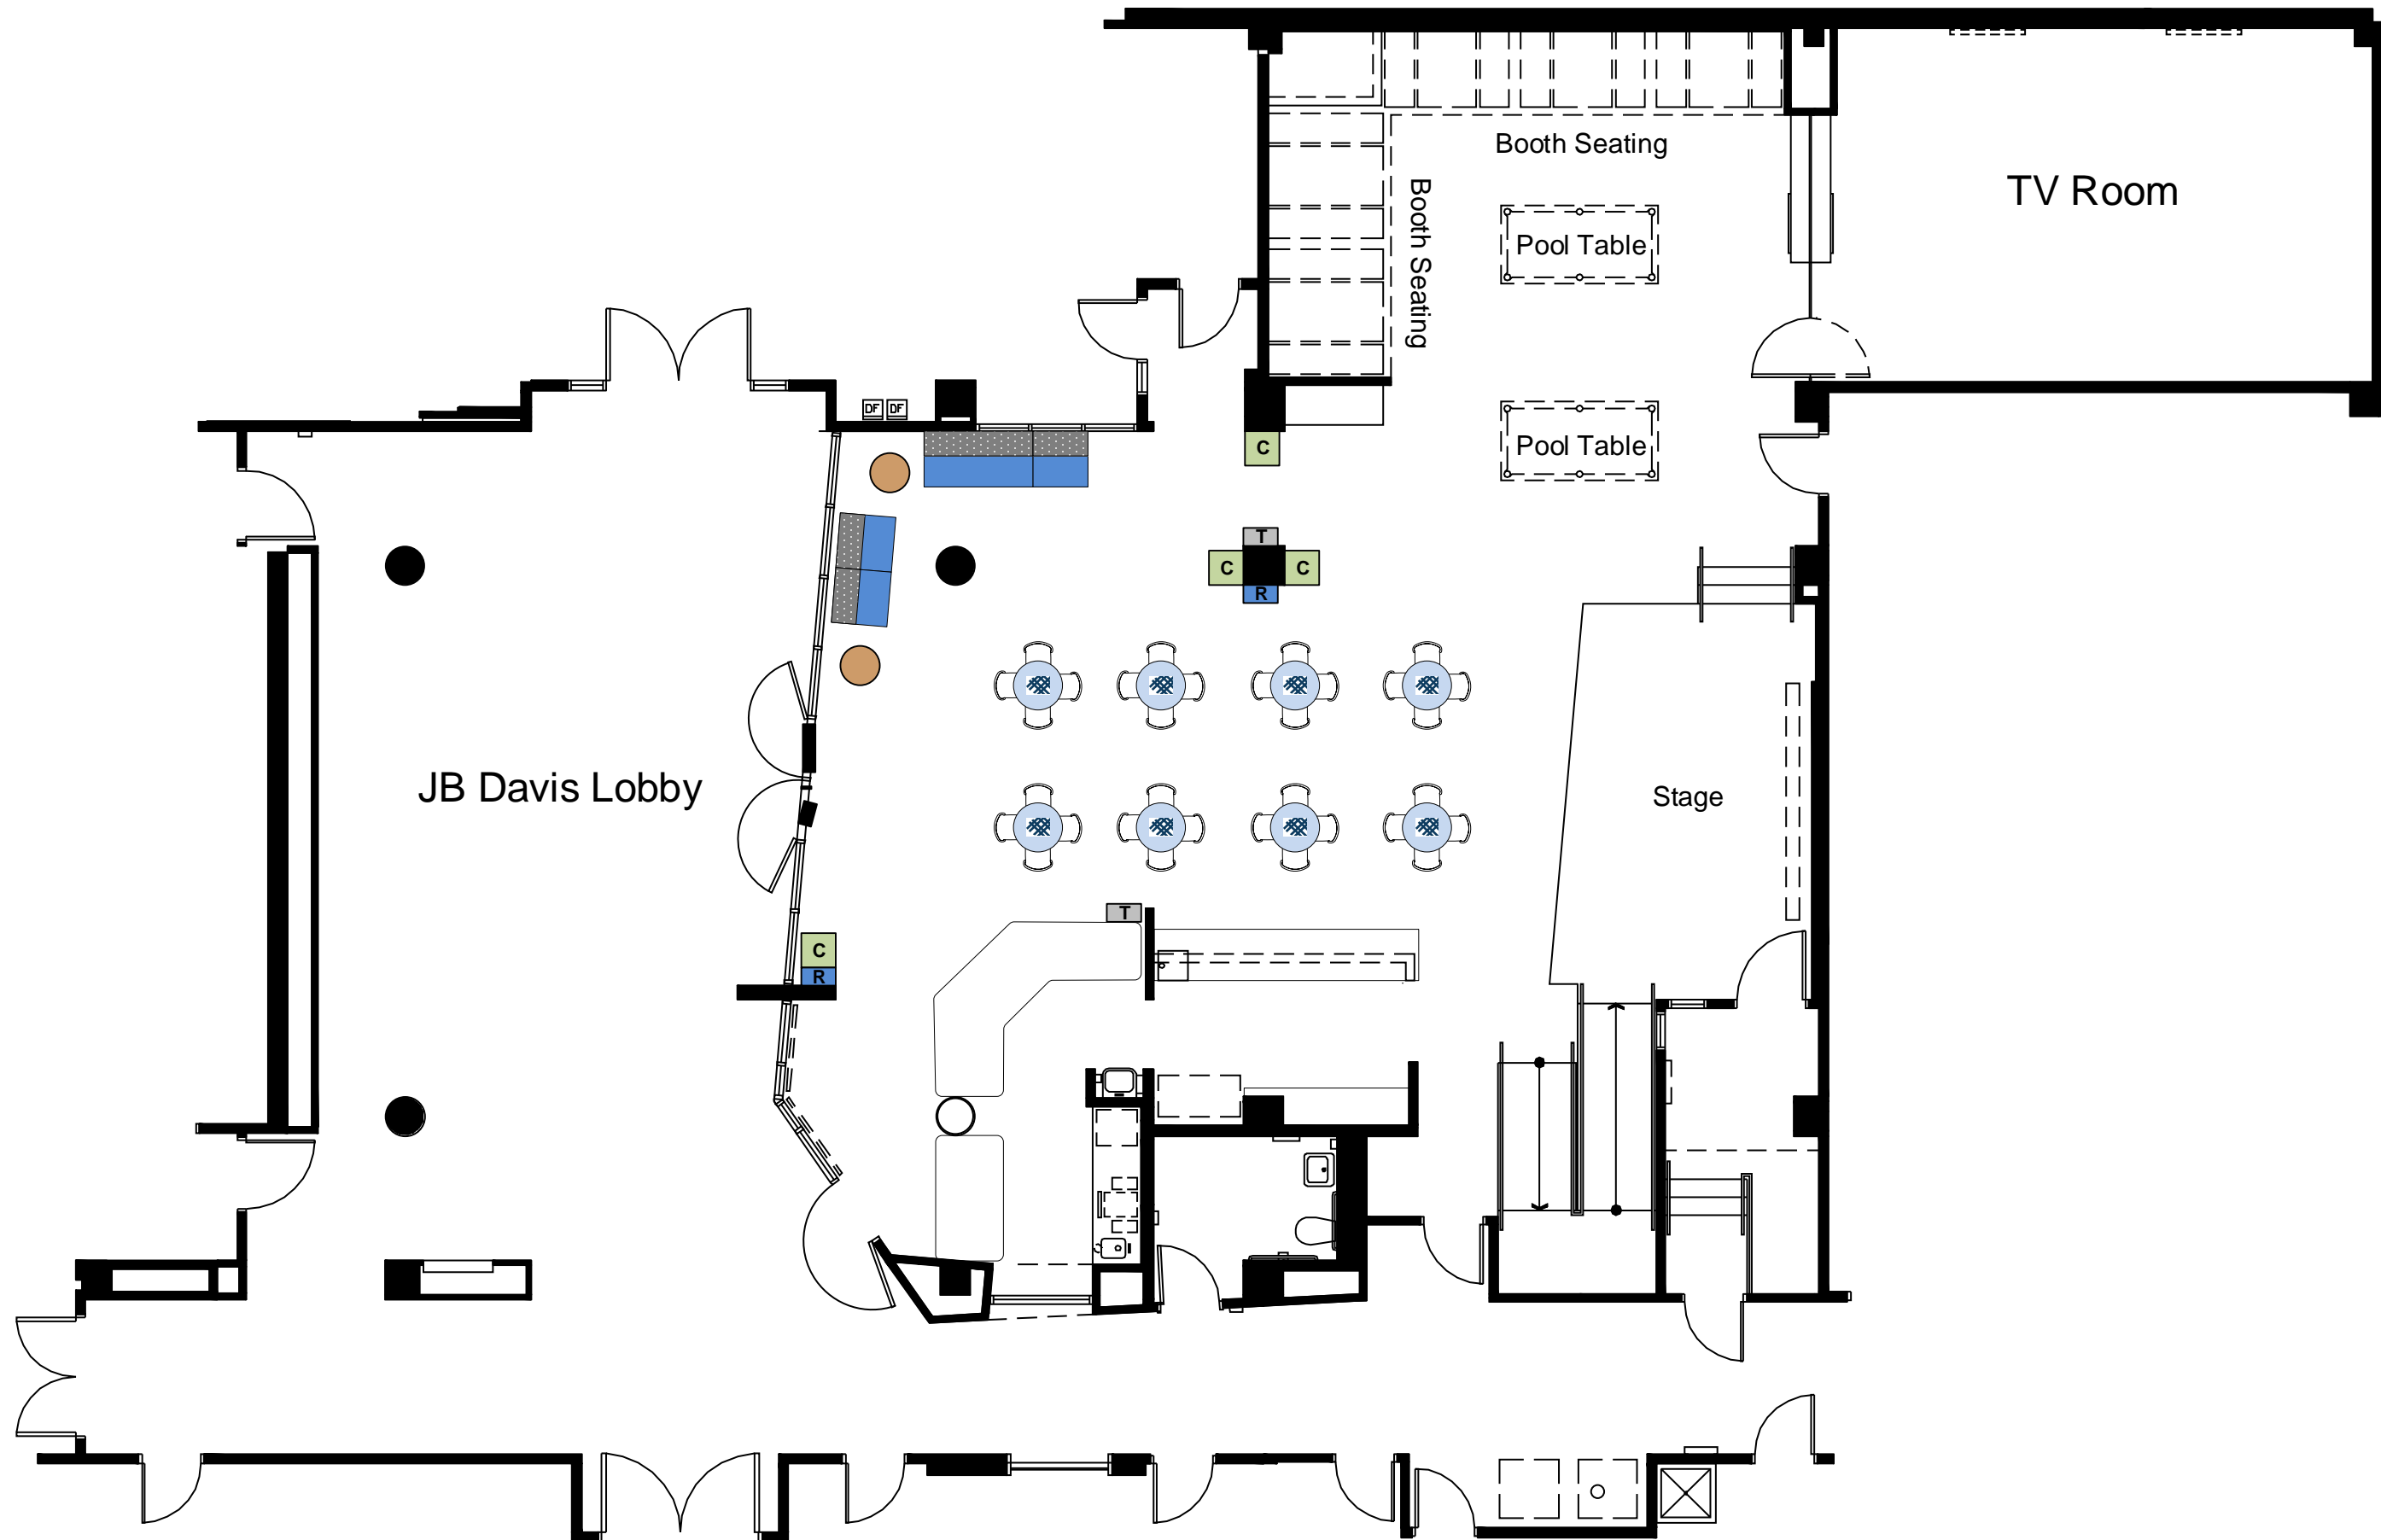 Booth Seating
TV Room
Booth Seating
Pool Table
DF DF
Pool Table
C
T
C C
R
JB Davis Lobby
Stage
T
C
R